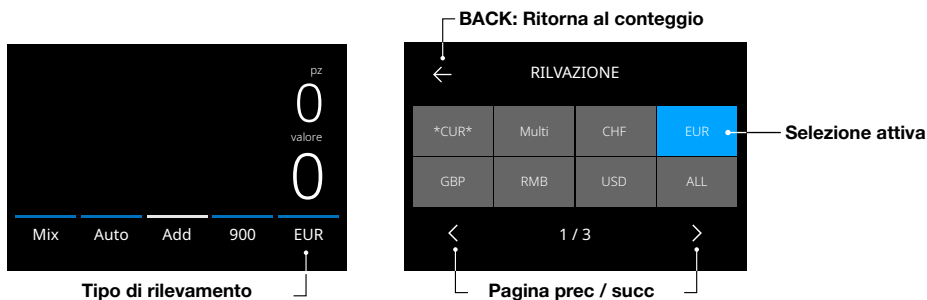 BACK: Ritorna al conteggio
pz
0
valore
0
Mix Auto Add 900 EUR
Tipo di rilevamento
RILVAZIONE
*CUR* Multi CHF EUR
Selezione attiva
GBP RMB USD ALL
1 / 3
Pagina prec / succ